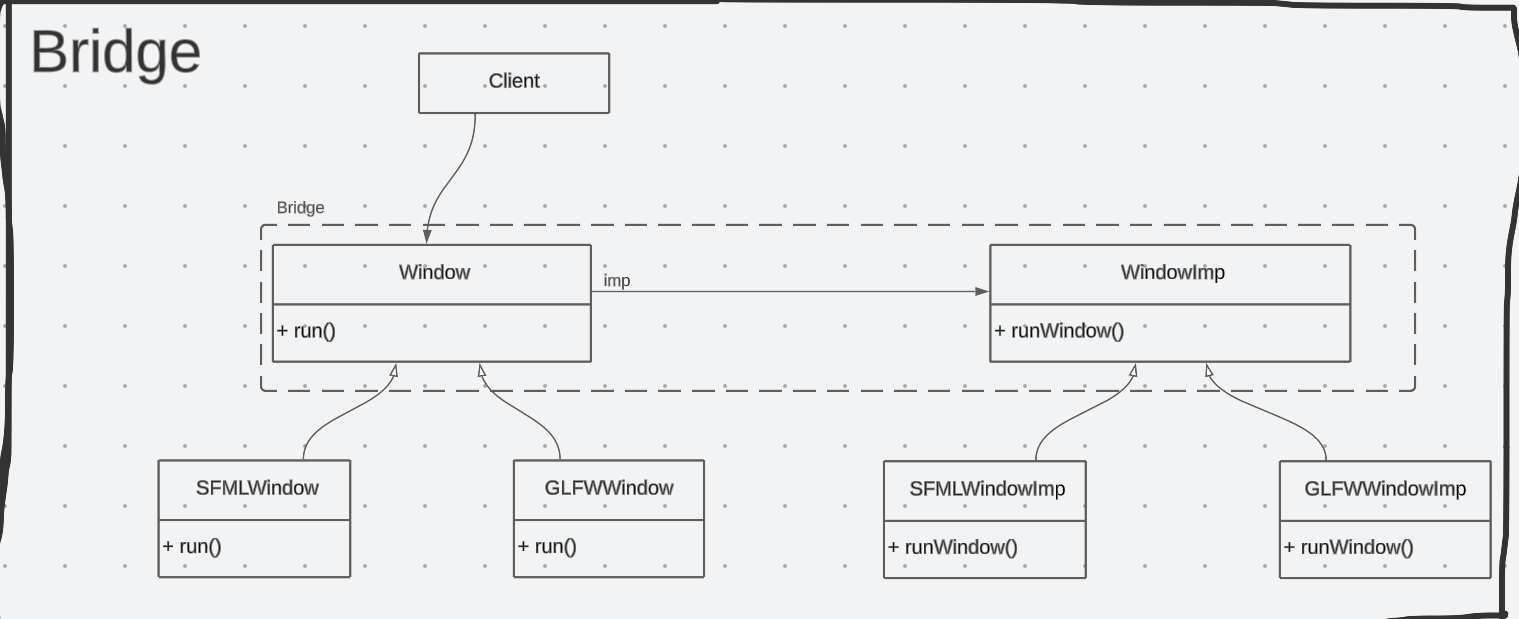 Bridge
Client
Bridge
Window
imp
WindowImp
+ run()
+ runWindow()
SFMLWindow
GLFWWindow
SFMLWindowImp
GLFWWindowImp
+ run()
+ run()
+ runWindow()
+ runWindow()